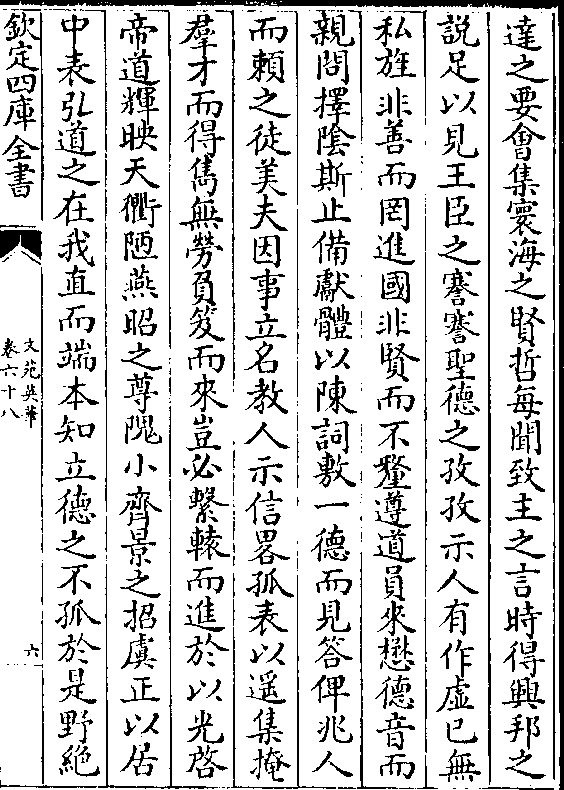 達之要會集寰海之賢哲每聞致主之言時得興邦之
説足以見王臣之謇謇聖德之孜孜示人有作虚已無
私旌非善而罔進國非賢而不釐遵道員來懋德音而
親問擇陰斯止備獻體以陳詞敷一德而見答俾兆人
而頼之徒美夫因事立名教人示信畧孤表以遥集掩
羣才而得雋無勞負笈而來豈必繫轅而進於以光啓
帝道輝映天衢陋燕昭之尊隗小齊景之招虞正以居
中表弘道之在我直而端本知立德之不孤於是野絶
欽定四庫全書
文苑英華
卷六十八
六